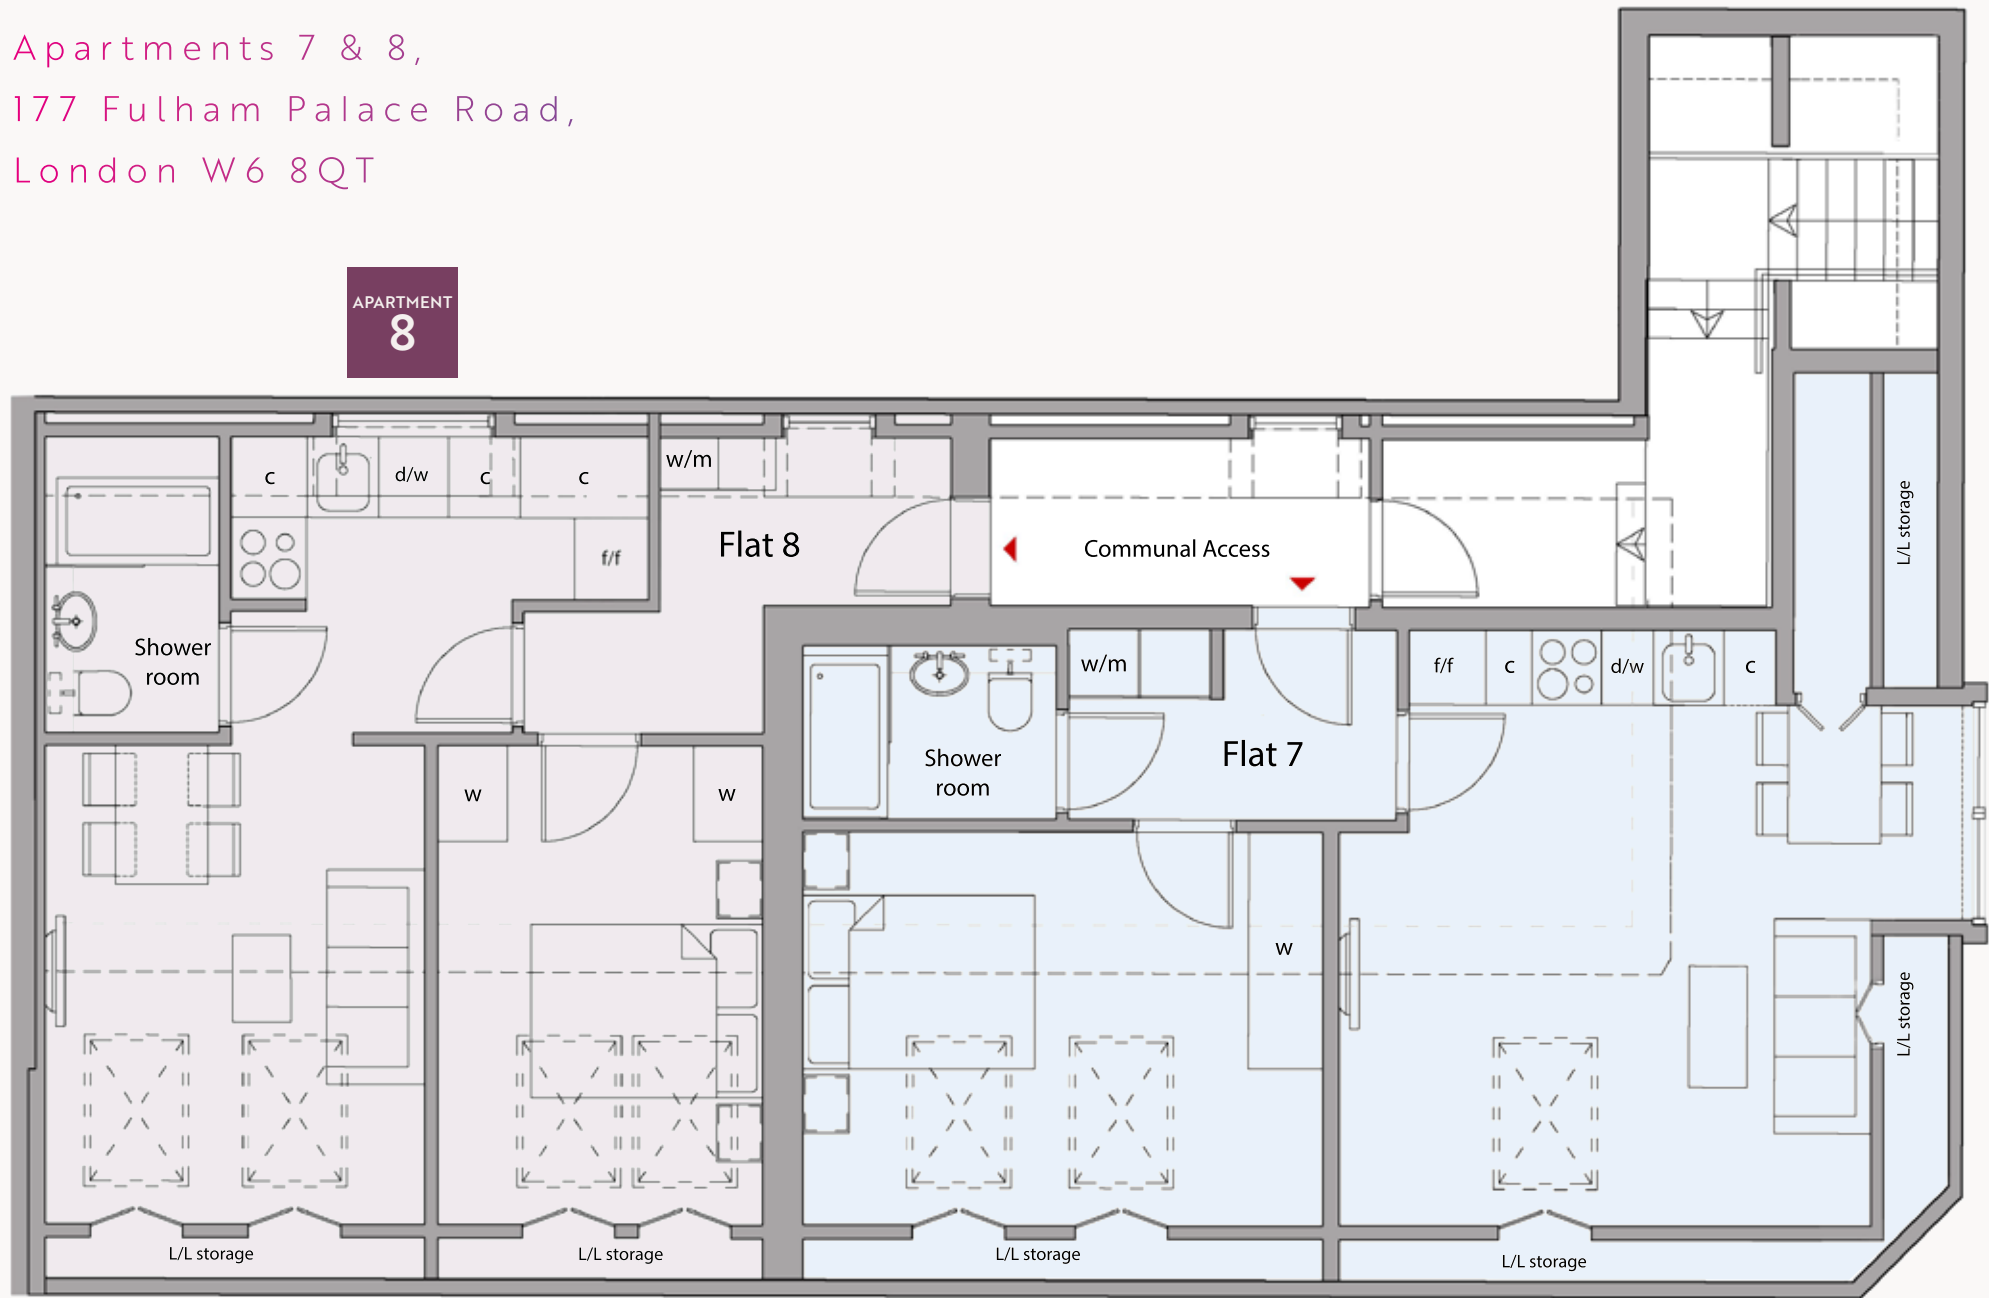 Apartments 7 & 8,
177 Fulham Palace Road,
London W6 8QT
APARTMENT
8
c
d/w
c
c
w/m
f/f
Flat 8
Communal Access
L/L storage
Shower
room
w/m
f/f
c
d/w
c
Shower
room
Flat 7
w
w
w
L/L storage
L/L storage
L/L storage
L/L storage
L/L storage